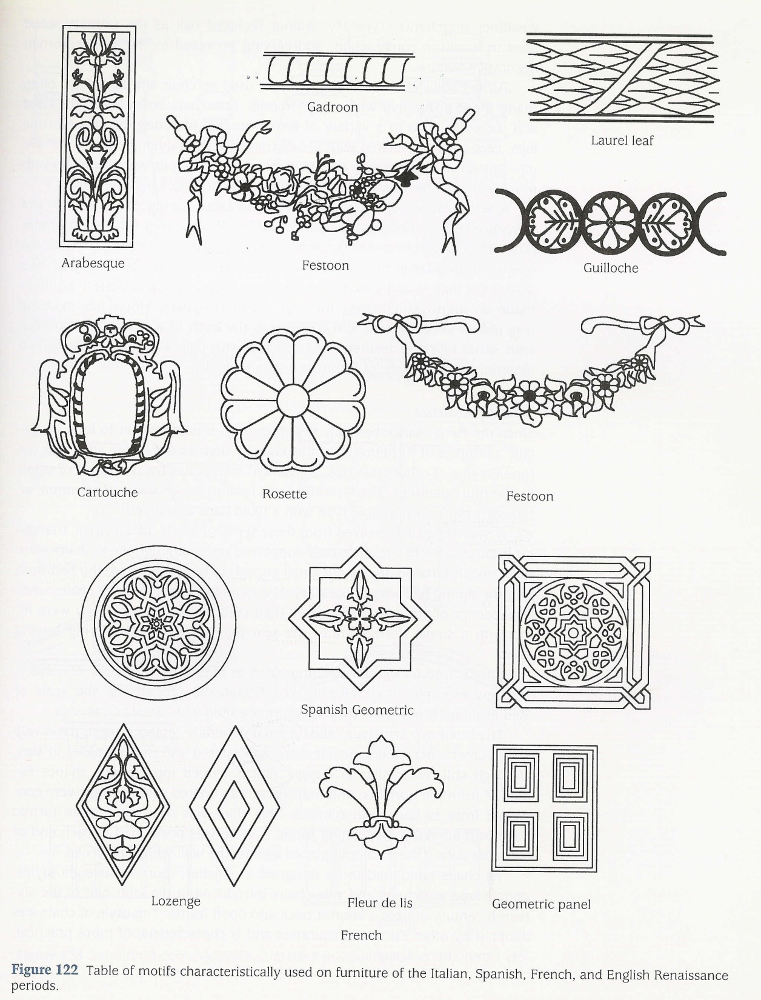 Gadroon
Laurel leaf
Arabesque
Festoon
Guilloche
Cartouche
Rosette
Festoon
Spanish Geometric
Lozenge
Fleur de lis
Geometric panel
French
Figure 122 Table of motifs characteristically used on furniture of the Italian, Spanish, French, and English Renaissance
periods.